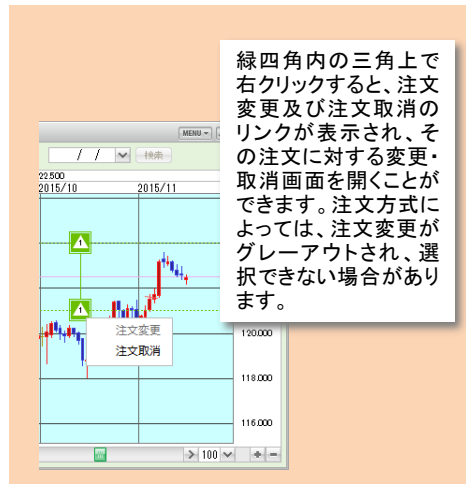 緑四角内の三角上で
右クリックすると、注文
変更及び注文取消の
リンクが表示され、そ
の注文に対する変更・
取消画面を開くことが
できます。注文方式に
よっては、注文変更が
グレーアウトされ、選
択できない場合があり
ます。
MENU
/ / 検索
22.500
2015/10 2015/11
1
1
注文変更
注文取消
120.000
118.000
116.000
> 100 + -